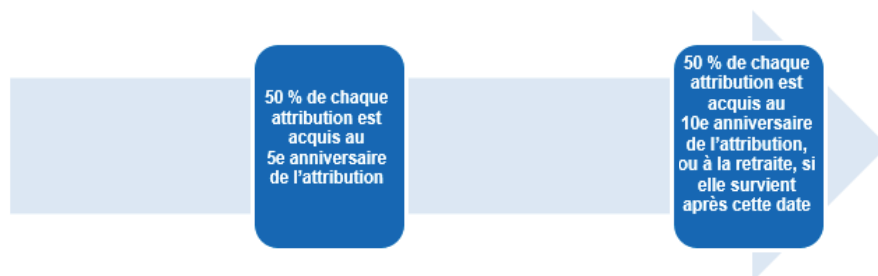 50 % de chaque
attribution est
acquis au
5e anniversaire
de l'attribution
50 % de chaque
attribution est
acquis au
10e anniversaire
de l'attribution,
ou à la retraite, si
elle survient
après cette date